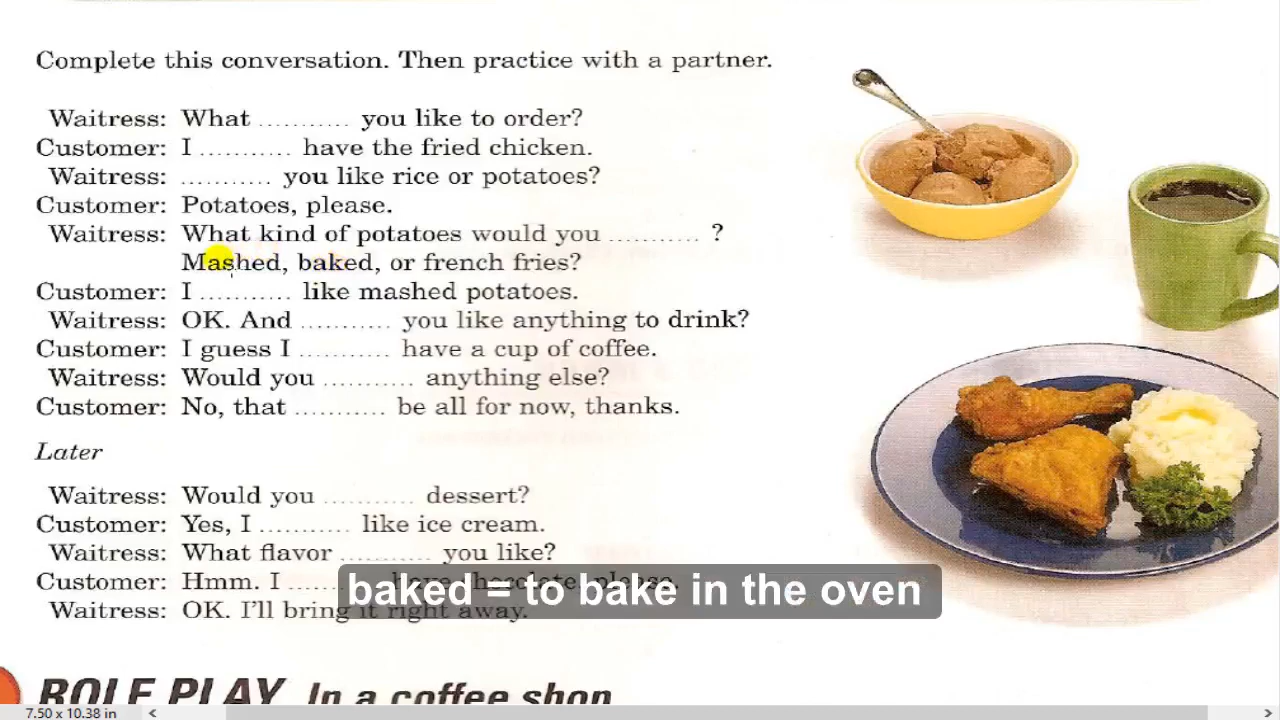 Complete this conversation. Then practice with a partner.
Waitress: What ........... you like to order?
Customer: I ........... have the fried chicken.
Waitress: ........... you like rice or potatoes?
Customer: Potatoes, please.
Waitress: What kind of potatoes would you ........... ?
Mashed, baked, or french fries?
Customer: I ........... like mashed potatoes.
Waitress: OK. And ........... you like anything to drink?
Customer: I guess I ........... have a cup of coffee.
Waitress: Would you ........... anything else?
Customer: No, that ........... be all for now, thanks.
Later
Waitress: Would you ........... dessert?
Customer: Yes, I ........... like ice cream.
Waitress: What flavor ........... you like?
Customer: Hmm. I ...... have chocolate, please.
baked = to bake in the oven
Waitress: OK. I'll bring it right away.
ROLE PLAY In a coffee shop
7.50 x 10.38 in